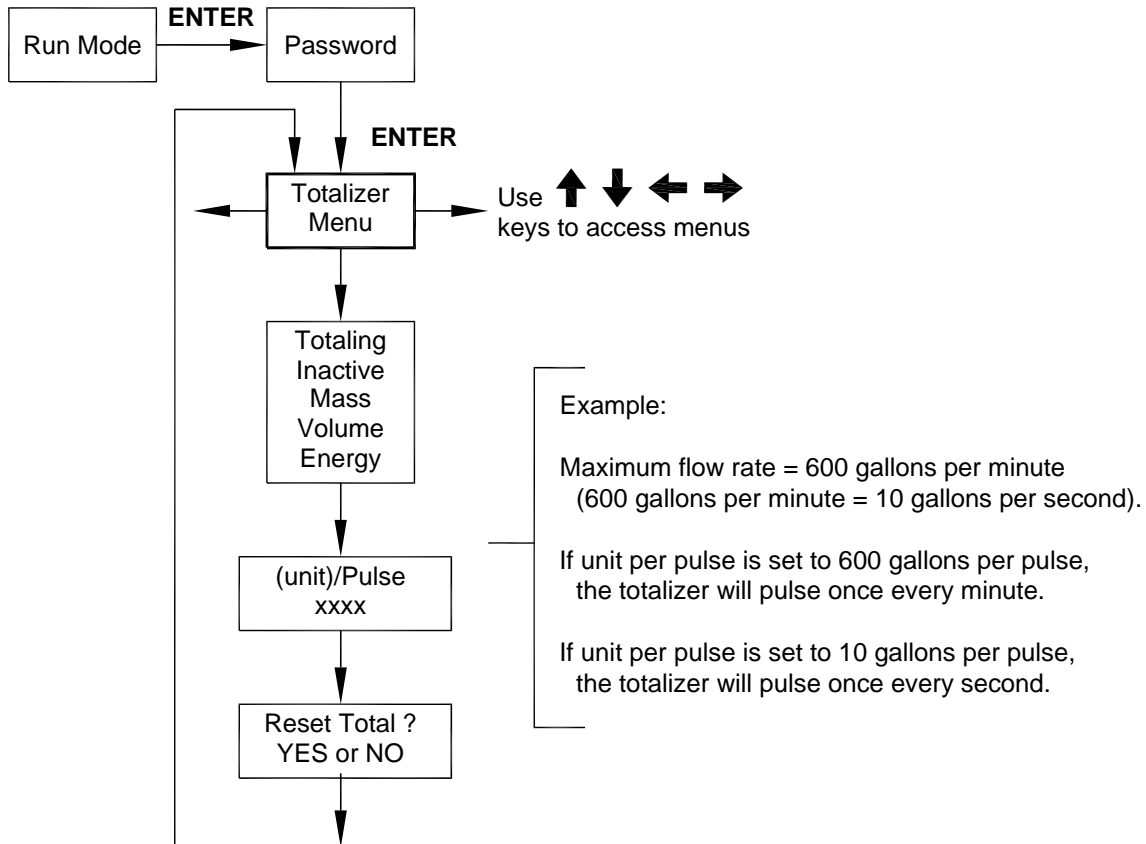 ENTER
Run Mode
Password
ENTER
Totalizer
Menu
Use
keys to access menus
Totaling
Inactive
Mass
Volume
Energy
(unit)/Pulse
xxxx
Reset Total ?
YES or NO
Example:
Maximum flow rate = 600 gallons per minute
(600 gallons per minute = 10 gallons per second).
If unit per pulse is set to 600 gallons per pulse,
the totalizer will pulse once every minute.
If unit per pulse is set to 10 gallons per pulse,
the totalizer will pulse once every second.